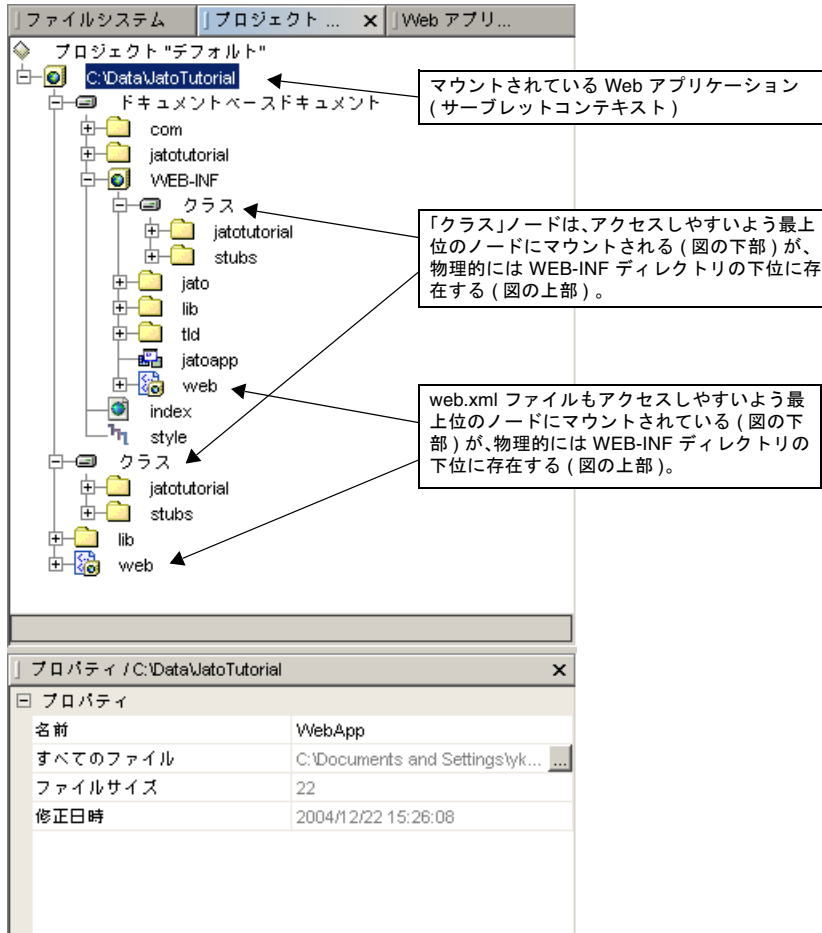 ファイルシステム
プロジェクト ...
Web アプリ...
プロジェクト "デフォルト"
C:\Data\JatoTutorial
ドキュメントベースドキュメント
com
jatotutorial
WEB-INF
クラス
jatotutorial
stubs
jato
lib
tld
jatoapp
web
index
style
クラス
jatotutorial
stubs
lib
web
マウントされている Web アプリケーション
( サーブレットコンテキスト )
「クラス」ノードは、アクセスしやすいよう最上
位のノードにマウントされる ( 図の下部 ) が、
物理的には WEB-INF ディレクトリの下位に存
在する ( 図の上部 ) 。
web.xml ファイルもアクセスしやすいよう最
上位のノードにマウントされている ( 図の下
部 ) が、物理的には WEB-INF ディレクトリの
下位に存在する ( 図の上部 )。
プロパティ / C:\Data\JatoTutorial
プロパティ
名前 WebApp
すべてのファイル C:\Documents and Settings\yk... ...
ファイルサイズ 22
修正日時 2004/12/22 15:26:08